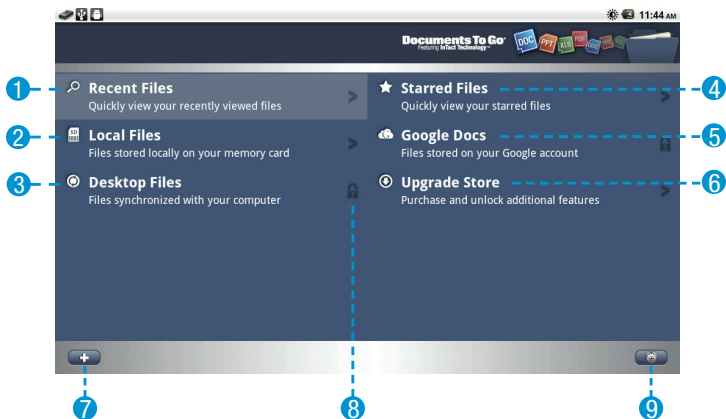 11:44 AM
Documents To Go
Featuring InTact Technology
DOC PPT XLS PDF DOC PPT XLS
1 Recent Files
Quickly view your recently viewed files
2 Local Files
Files stored locally on your memory card
3 Desktop Files
Files synchronized with your computer
Starred Files 4
Quickly view your starred files
Google Docs 5
Files stored on your Google account
Upgrade Store 6
Purchase and unlock additional features
7 8 9